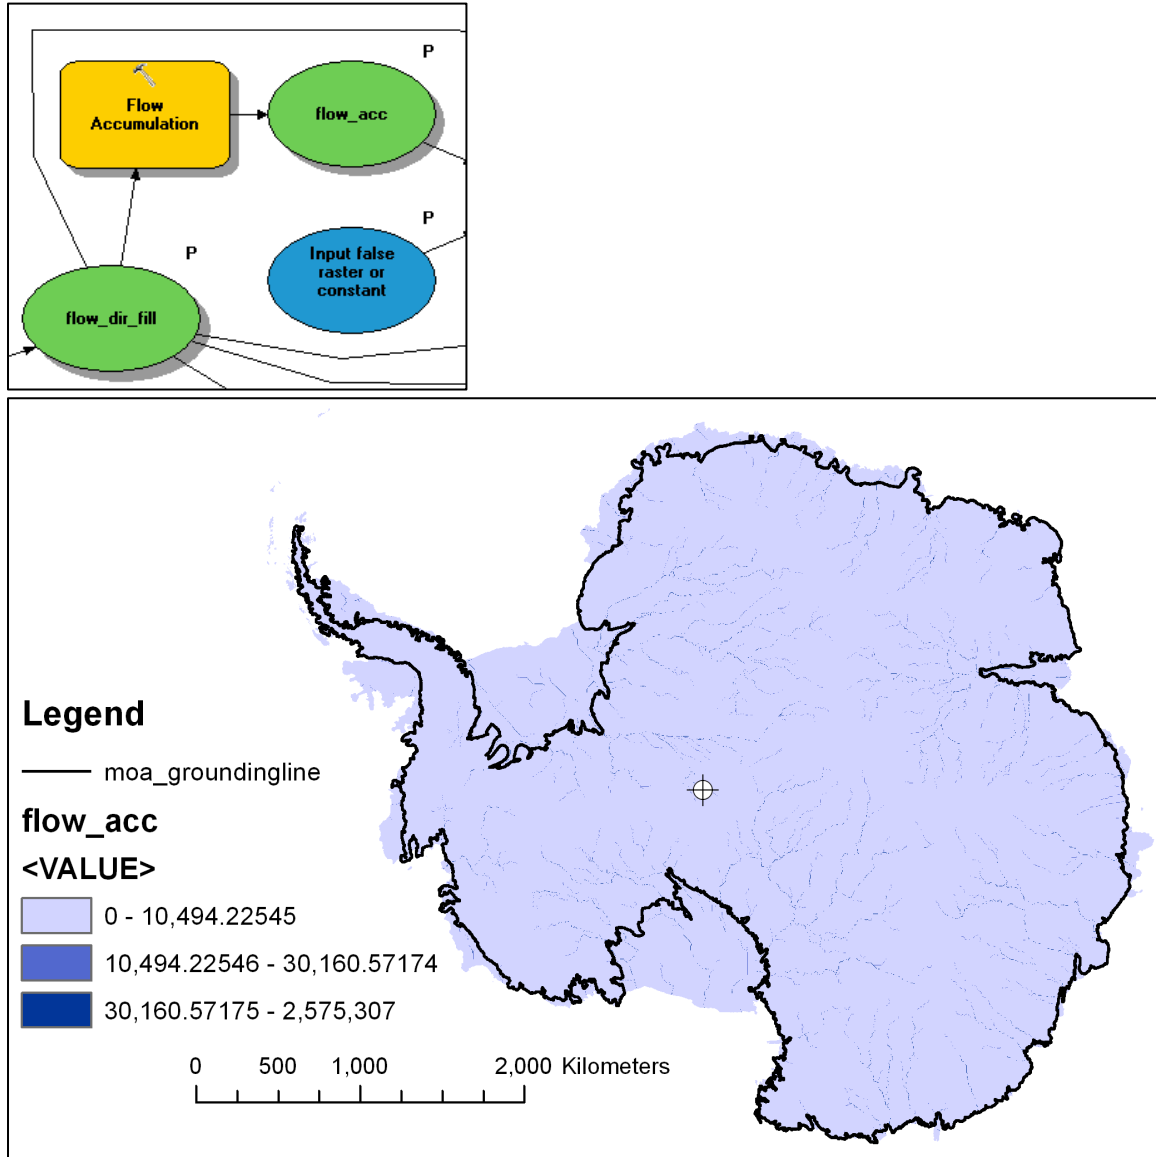 P
Flow
Accumulation
flow_acc
P
Input false
raster or
constant
P
flow_dir_fill
Legend
moa_groundingline
flow_acc
<VALUE>
0 - 10,494.22545
10,494.22546 - 30,160.57174
30,160.57175 - 2,575,307
0 500 1,000 2,000 Kilometers